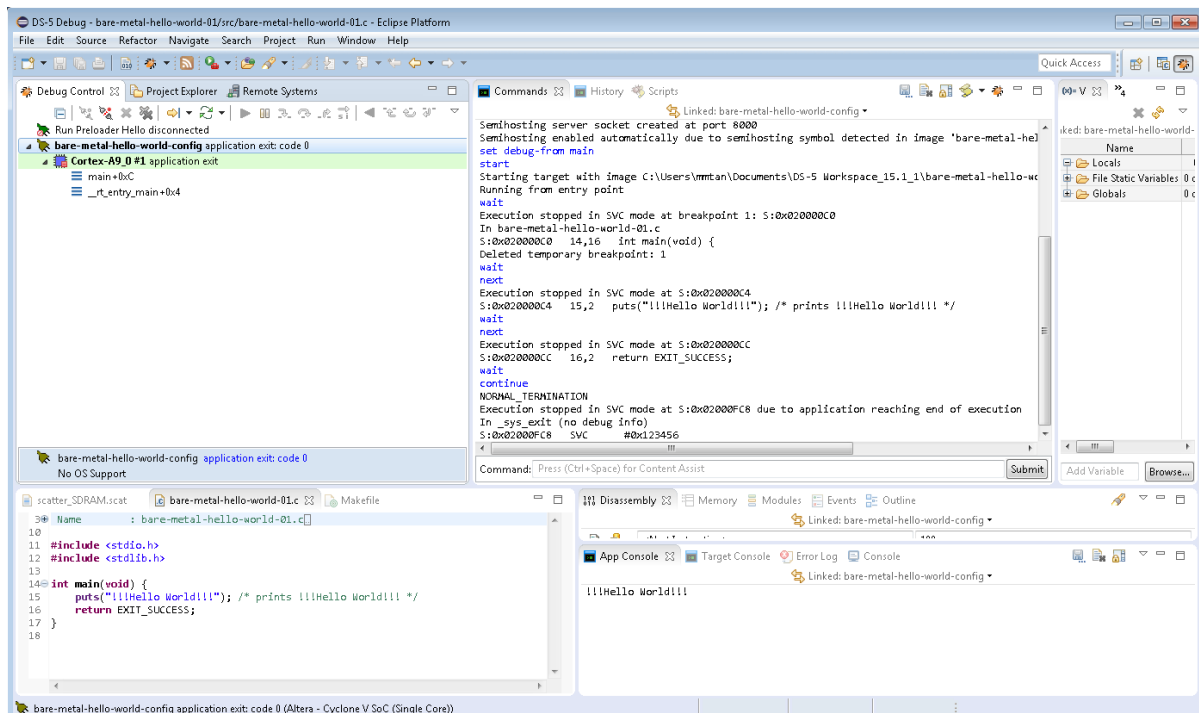 DS-5 Debug - bare-metal-hello-world-01/src/bare-metal-hello-world-01.c - Eclipse Platform
File Edit Source Refactor Navigate Search Project Run Window Help
Quick Access
Debug Control Project Explorer Remote Systems
Run Preloader Hello disconnected
bare-metal-hello-world-config application exit: code 0
Cortex-A9_0 #1 application exit
main+0xC
__rt_entry_main+0x4
bare-metal-hello-world-config application exit: code 0
No OS Support
Commands History Scripts
Linked: bare-metal-hello-world-config
Semihosting server socket created at port 8000
Semihosting enabled automatically due to semihosting symbol detected in image 'bare-metal-hel
set debug-from main
start
Starting target with image C:\Users\mmtan\Documents\DS-5 Workspace_15.1_1\bare-metal-hello-wo
Running from entry point
wait
Execution stopped in SVC mode at breakpoint 1: S:0x020000C0
In bare-metal-hello-world-01.c
S:0x020000C0 14,16 int main(void) {
Deleted temporary breakpoint: 1
wait
next
Execution stopped in SVC mode at S:0x020000C4
S:0x020000C4 15,2 puts("!!!Hello World!!!"); /* prints !!!Hello World!!! */
wait
next
Execution stopped in SVC mode at S:0x020000CC
S:0x020000CC 16,2 return EXIT_SUCCESS;
wait
continue
NORMAL_TERMINATION
Execution stopped in SVC mode at S:0x02000FC8 due to application reaching end of execution
In _sys_exit (no debug info)
S:0x02000FC8 SVC #0x123456
Command: Press (Ctrl+Space) for Content Assist Submit
(x)= V 4
ked: bare-metal-hello-world-
Name
Locals
File Static Variables 0 c
Globals 0 c
Add Variable Browse...
scatter_SDRAM.scat bare-metal-hello-world-01.c Makefile
3 Name : bare-metal-hello-world-01.c
10
11 #include <stdio.h>
12 #include <stdlib.h>
13
14 int main(void) {
15 puts("!!!Hello World!!!"); /* prints !!!Hello World!!! */
16 return EXIT_SUCCESS;
17 }
18
Disassembly Memory Modules Events Outline
Linked: bare-metal-hello-world-config
App Console Target Console Error Log Console
Linked: bare-metal-hello-world-config
!!!Hello World!!!
bare-metal-hello-world-config application exit: code 0 (Altera - Cyclone V SoC (Single Core))